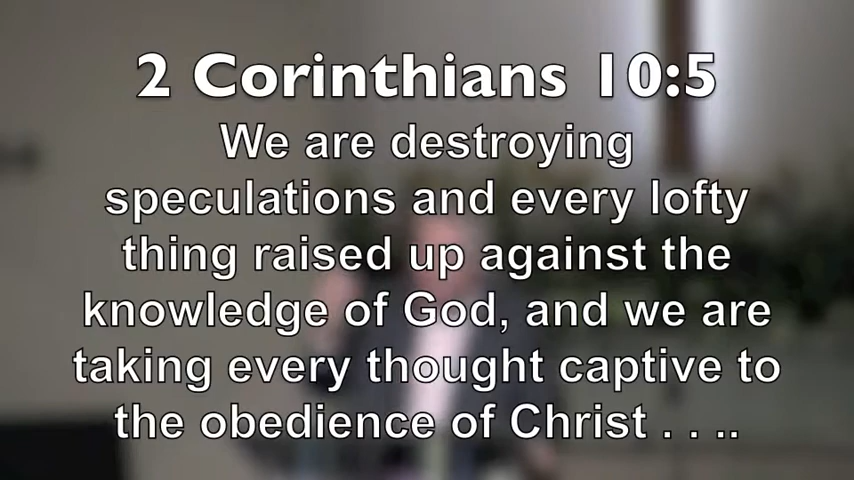 2 Corinthians 10:5
We are destroying
speculations and every lofty
thing raised up against the
knowledge of God, and we are
taking every thought captive to
the obedience of Christ . . ..